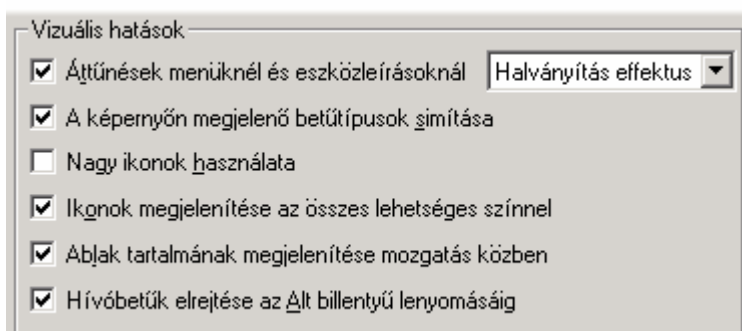 Vizuális hatások
Áttűnések menüknél és eszközleírásoknál Halványítás effektus
A képernyőn megjelenő betűtípusok simítása
Nagy ikonok használata
Ikonok megjelenítése az összes lehetséges színnel
Ablak tartalmának megjelenítése mozgatás közben
Hívóbetűk elrejtése az Alt billentyű lenyomásáig